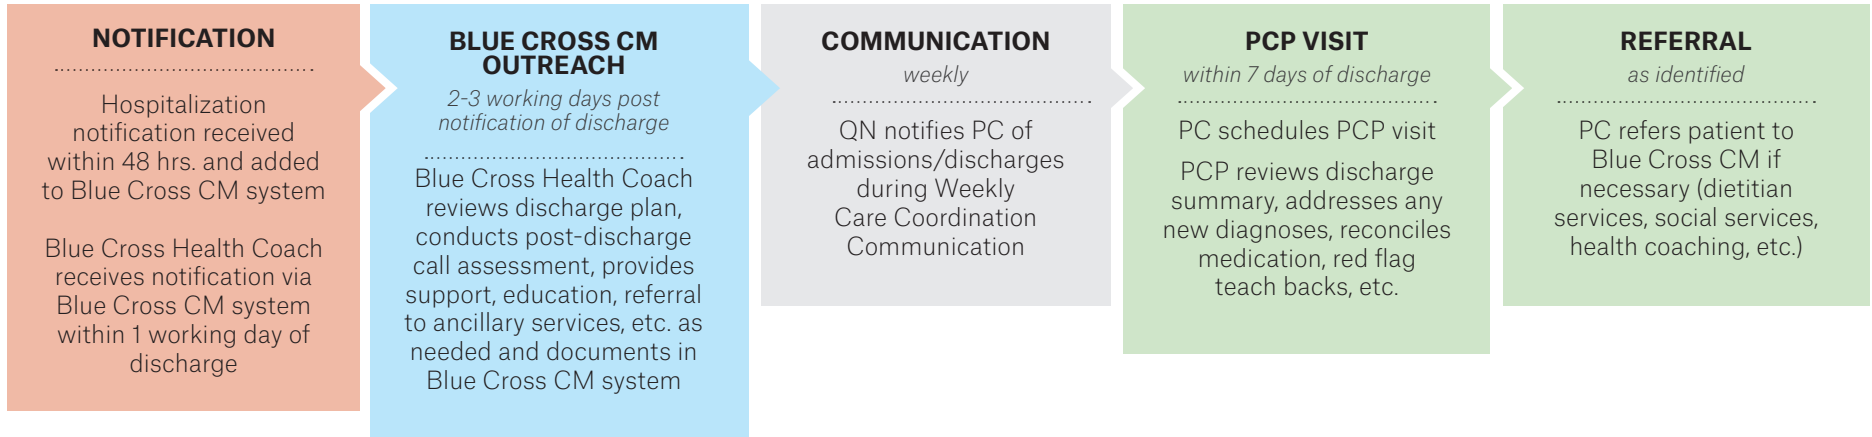 NOTIFICATION
Hospitalization
notification received
within 48 hrs. and added
to Blue Cross CM system
Blue Cross Health Coach
receives notification via
Blue Cross CM system
within 1 working day of
discharge
BLUE CROSS CM
OUTREACH
2-3 working days post
notification of discharge
Blue Cross Health Coach
reviews discharge plan,
conducts post-discharge
call assessment, provides
support, education, referral
to ancillary services, etc. as
needed and documents in
Blue Cross CM system
COMMUNICATION
weekly
QN notifies PC of
admissions/discharges
during Weekly
Care Coordination
Communication
PCP VISIT
within 7 days of discharge
PC schedules PCP visit
PCP reviews discharge
summary, addresses any
new diagnoses, reconciles
medication, red flag
teach backs, etc.
REFERRAL
as identified
PC refers patient to
Blue Cross CM if
necessary (dietitian
services, social services,
health coaching, etc.)